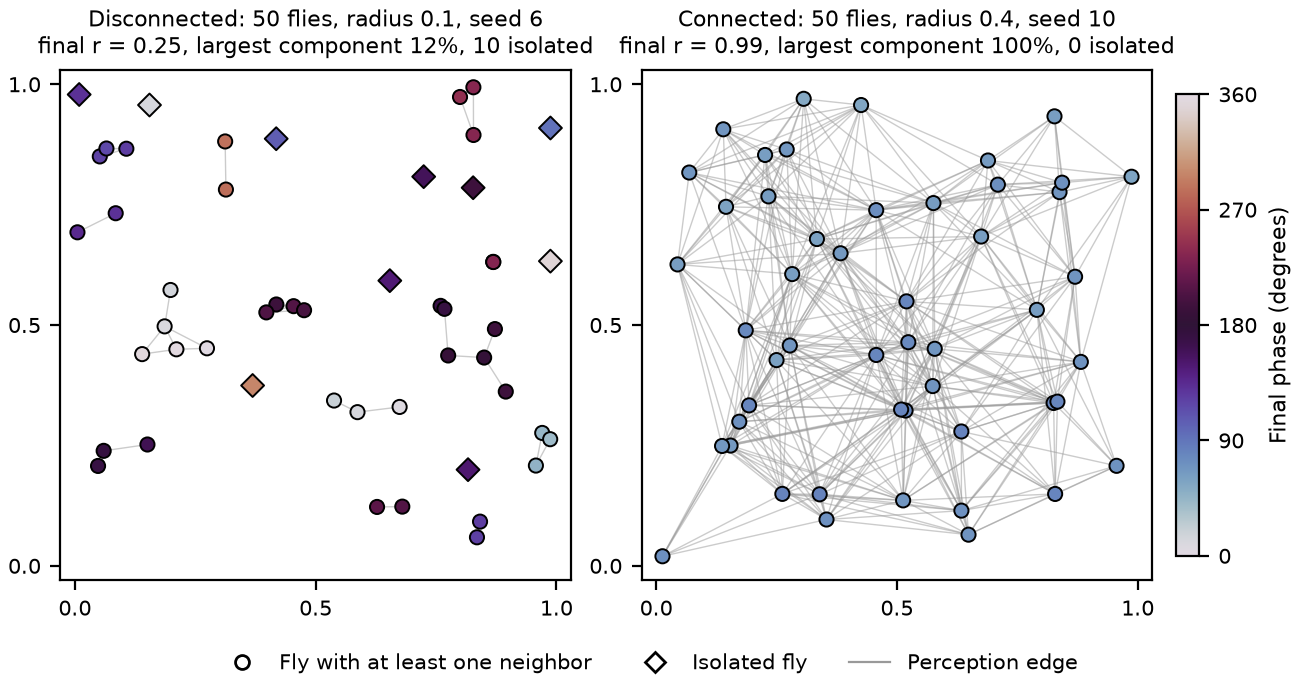 Disconnected: 50 flies, radius 0.1, seed 6
final r = 0.25, largest component 12%, 10 isolated
Connected: 50 flies, radius 0.4, seed 10
final r = 0.99, largest component 100%, 0 isolated
1.0
0.5
0.0
0.0
0.5
1.0
1.0
0.5
0.0
0.0
0.5
1.0
360
270
180
90
0
Final phase (degrees)
Fly with at least one neighbor
Isolated fly
Perception edge